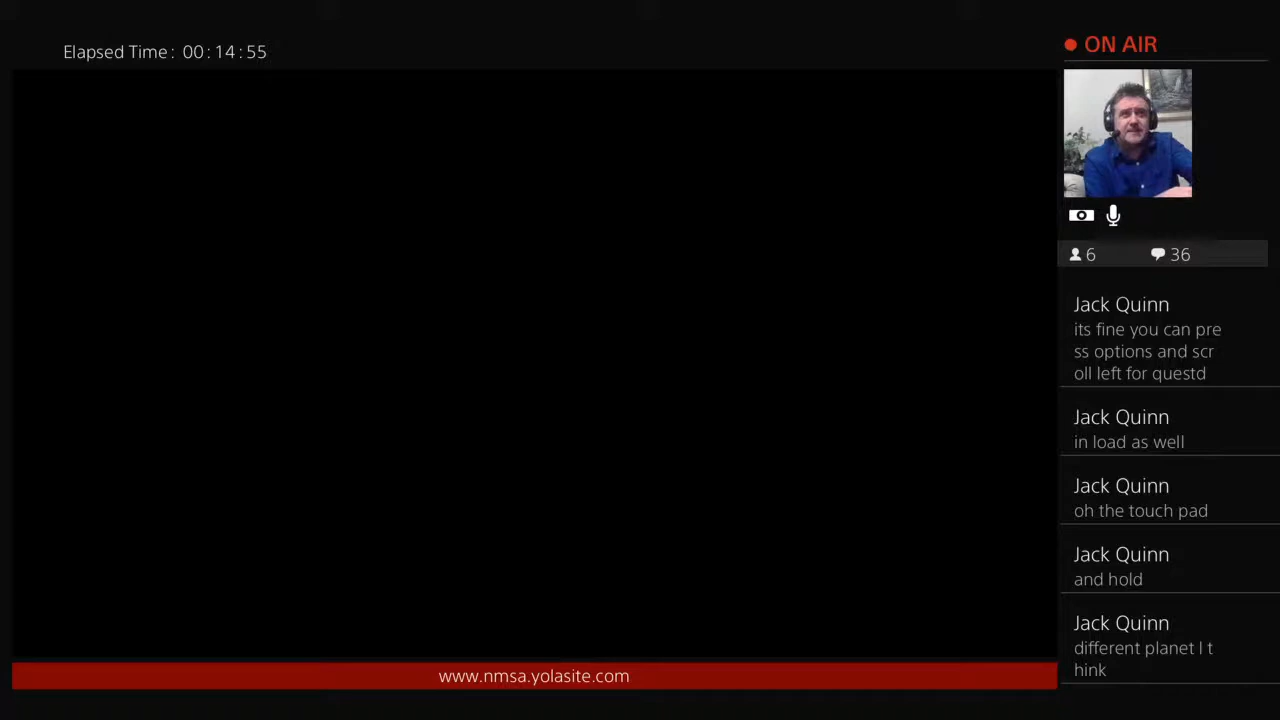 Elapsed Time: 00:14:55
ON AIR
6 36
Jack Quinn
its fine you can pre
ss options and scr
oll left for questd
Jack Quinn
in load as well
Jack Quinn
oh the touch pad
Jack Quinn
and hold
Jack Quinn
different planet I t
hink
www.nmsa.yolasite.com